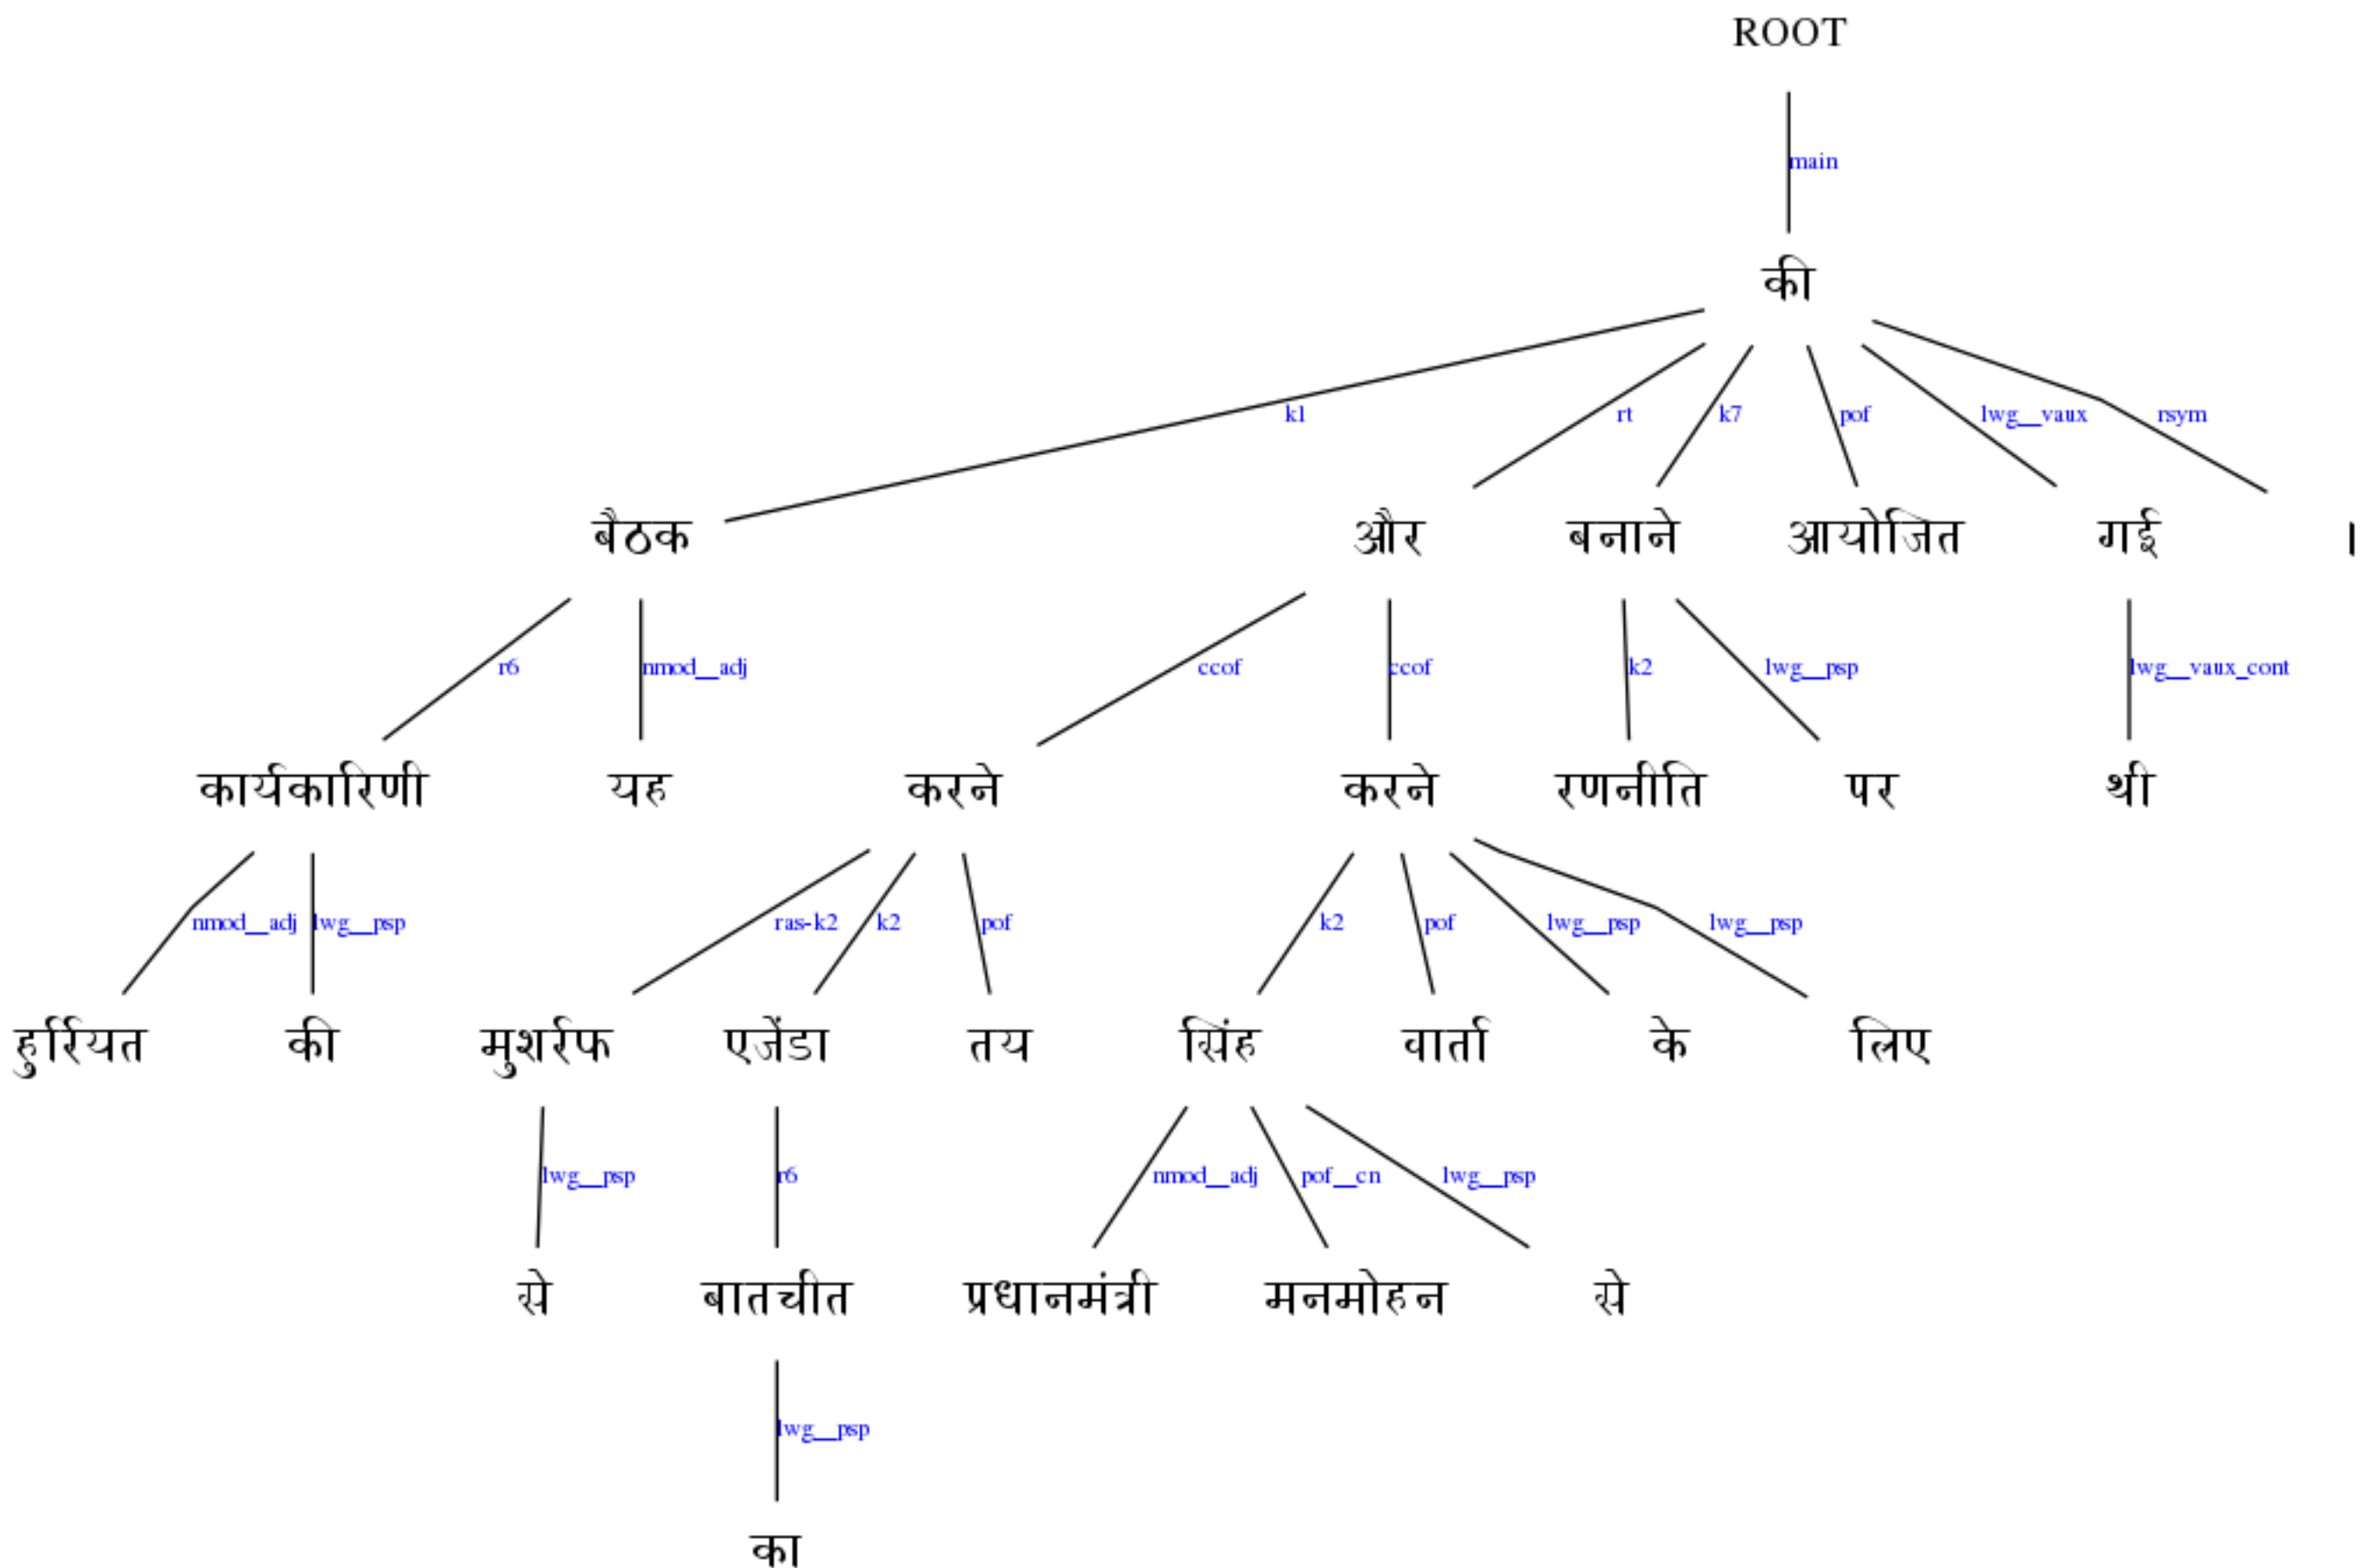 ROOT
main
की
k1 rt k7 pof lwg__vaux rsym
बैठक और बनाने आयोजित गई ।
r6 nmod__adj ccof ccof k2 lwg__psp lwg__vaux_cont
कार्यकारिणी यह करने करने रणनीति पर थी
nmod__adj lwg__psp ras-k2 k2 pof k2 pof lwg__psp lwg__psp
हुर्रियत की मुशर्रफ एजेंडा तय सिंह वार्ता के लिए
lwg__psp r6 nmod__adj pof__cn lwg__psp
से बातचीत प्रधानमंत्री मनमोहन से
lwg__psp
का